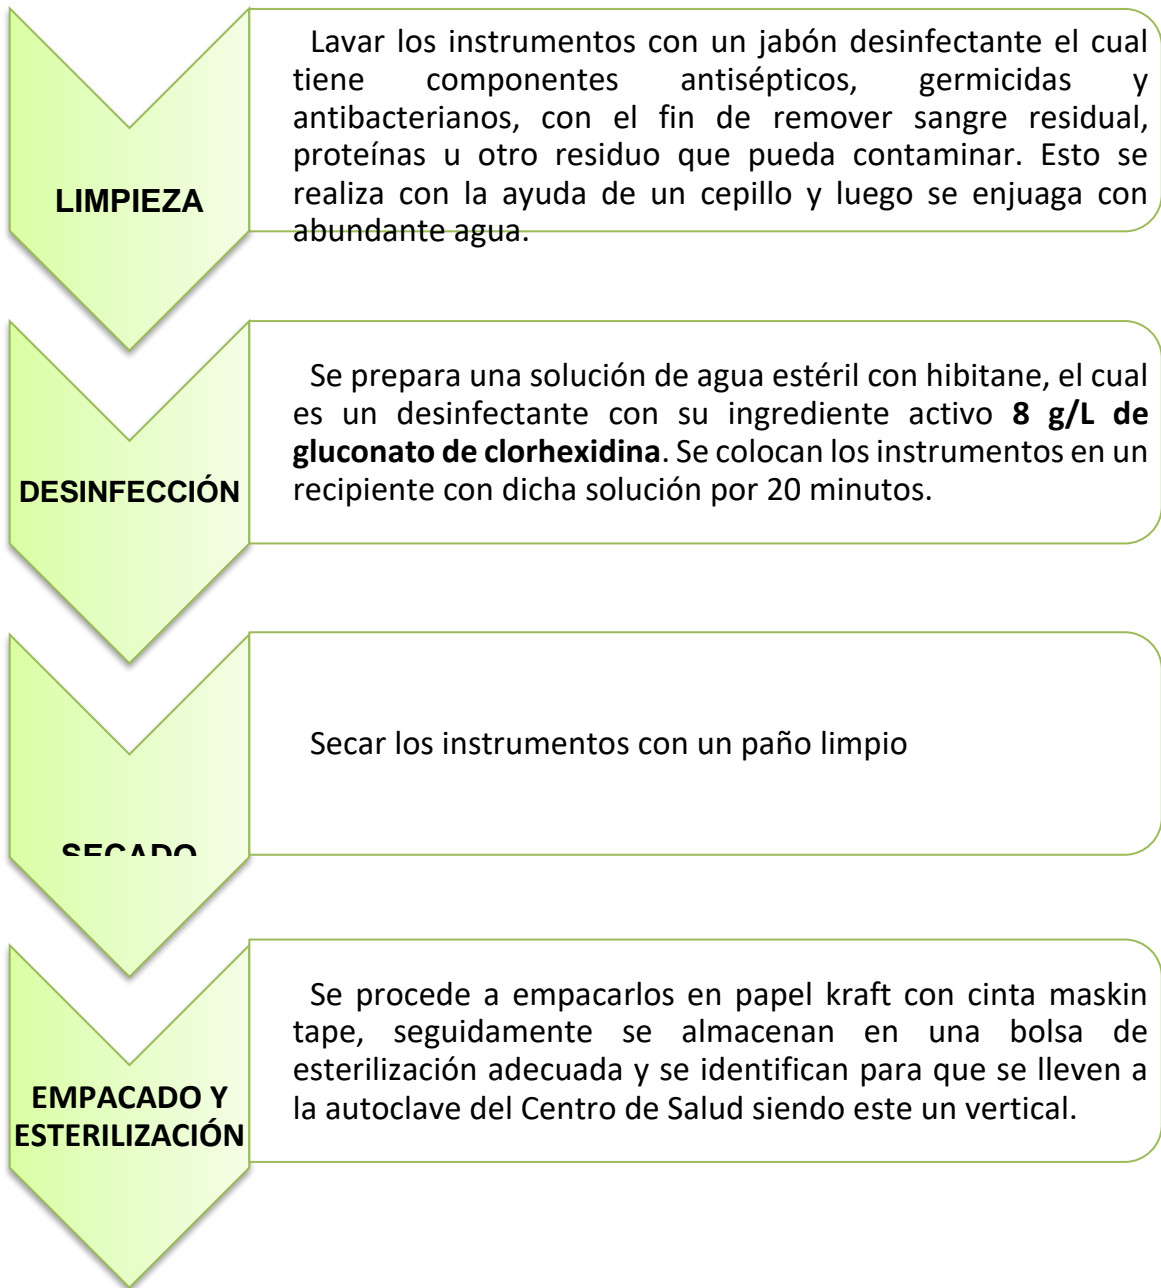 LIMPIEZA
Lavar los instrumentos con un jabón desinfectante el cual
tiene componentes antisépticos, germicidas y
antibacterianos, con el fin de remover sangre residual,
proteínas u otro residuo que pueda contaminar. Esto se
realiza con la ayuda de un cepillo y luego se enjuaga con
abundante agua.
DESINFECCIÓN
Se prepara una solución de agua estéril con hibitane, el cual
es un desinfectante con su ingrediente activo 8 g/L de
gluconato de clorhexidina. Se colocan los instrumentos en un
recipiente con dicha solución por 20 minutos.
SECADO
Secar los instrumentos con un paño limpio
EMPACADO Y
ESTERILIZACIÓN
Se procede a empacarlos en papel kraft con cinta maskin
tape, seguidamente se almacenan en una bolsa de
esterilización adecuada y se identifican para que se lleven a
la autoclave del Centro de Salud siendo este un vertical.